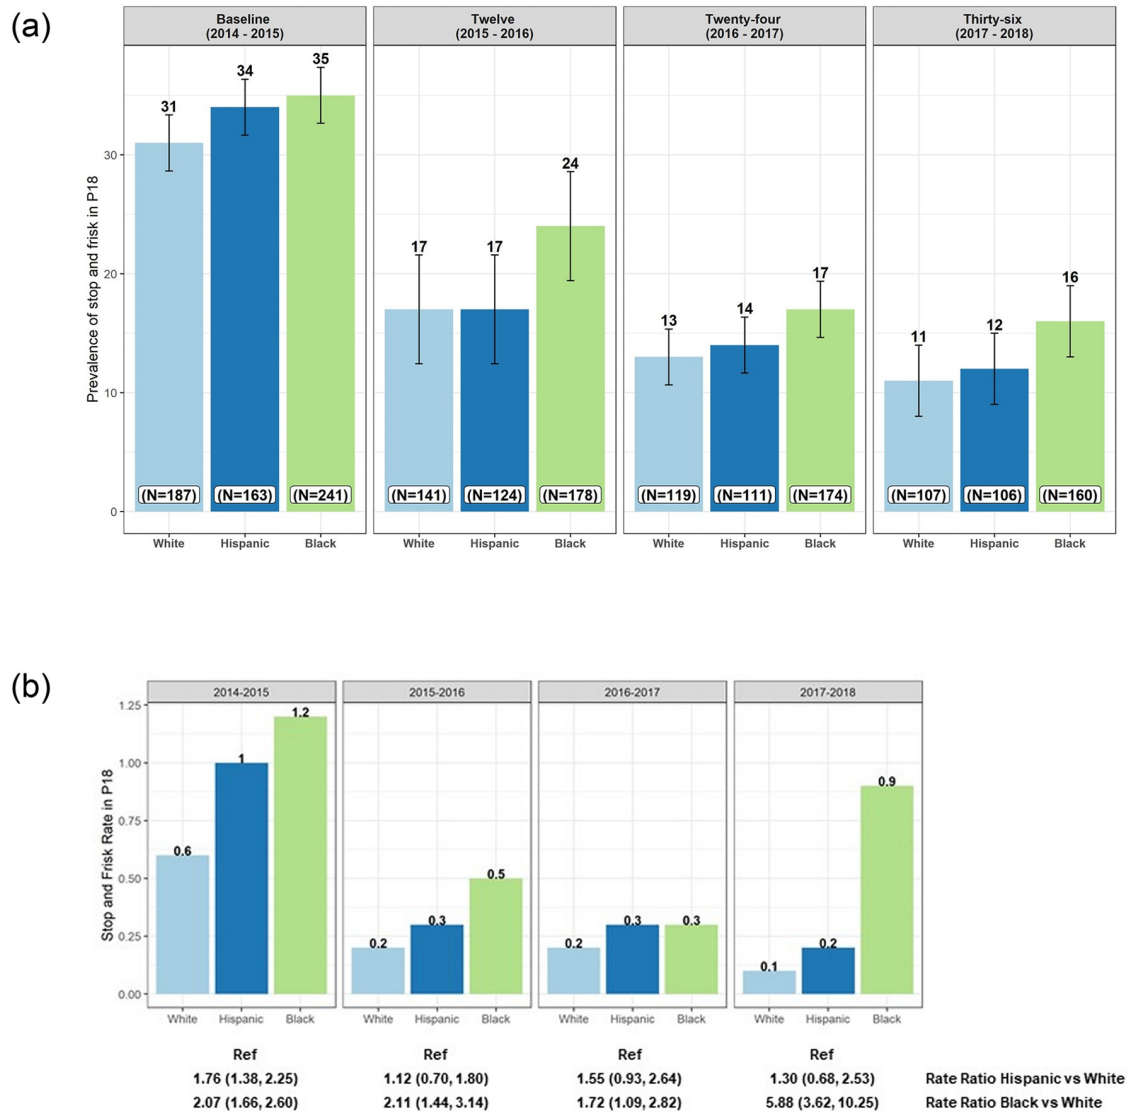 (a)
Baseline
(2014 - 2015)
Twelve
(2015 - 2016)
Twenty-four
(2016 - 2017)
Thirty-six
(2017 - 2018)
Prevalence of stop and frisk in P18
30
20
10
0
31
34
35
17
17
24
13
14
17
11
12
16
(N=187)
(N=163)
(N=241)
(N=141)
(N=124)
(N=178)
(N=119)
(N=111)
(N=174)
(N=107)
(N=106)
(N=160)
White
Hispanic
Black
White
Hispanic
Black
White
Hispanic
Black
White
Hispanic
Black
(b)
2014-2015
2015-2016
2016-2017
2017-2018
Stop and Frisk Rate in P18
1.25
1.00
0.75
0.50
0.25
0.00
0.6
1
1.2
0.2
0.3
0.5
0.2
0.3
0.3
0.1
0.2
0.9
White
Hispanic
Black
White
Hispanic
Black
White
Hispanic
Black
White
Hispanic
Black
Ref Ref Ref Ref
1.76 (1.38, 2.25) 1.12 (0.70, 1.80) 1.55 (0.93, 2.64) 1.30 (0.68, 2.53) Rate Ratio Hispanic vs White
2.07 (1.66, 2.60) 2.11 (1.44, 3.14) 1.72 (1.09, 2.82) 5.88 (3.62, 10.25) Rate Ratio Black vs White